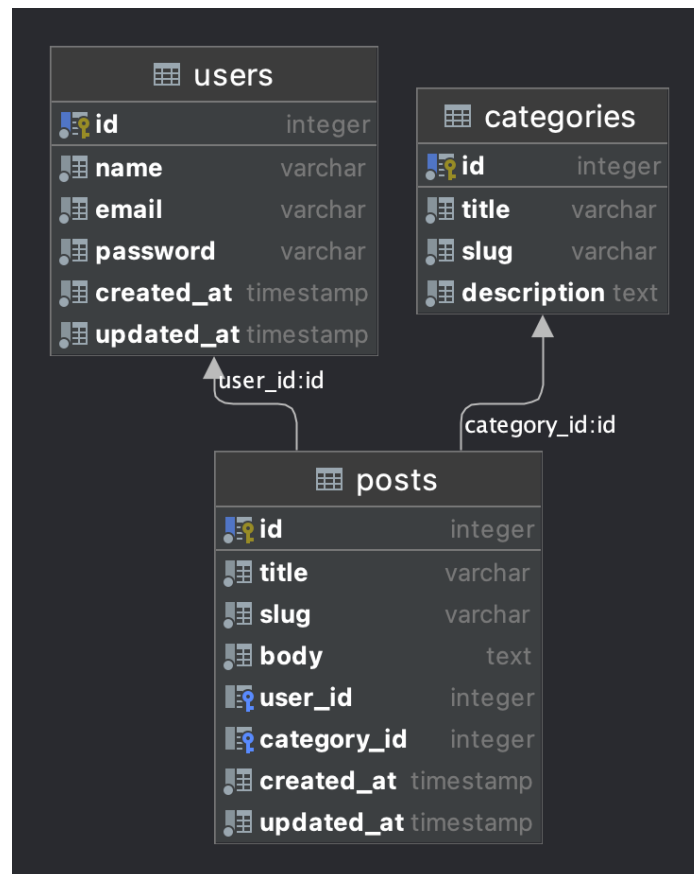 users
id integer
name varchar
email varchar
password varchar
created_at timestamp
updated_at timestamp
categories
id integer
title varchar
slug varchar
description text
user_id:id
category_id:id
posts
id integer
title varchar
slug varchar
body text
user_id integer
category_id integer
created_at timestamp
updated_at timestamp